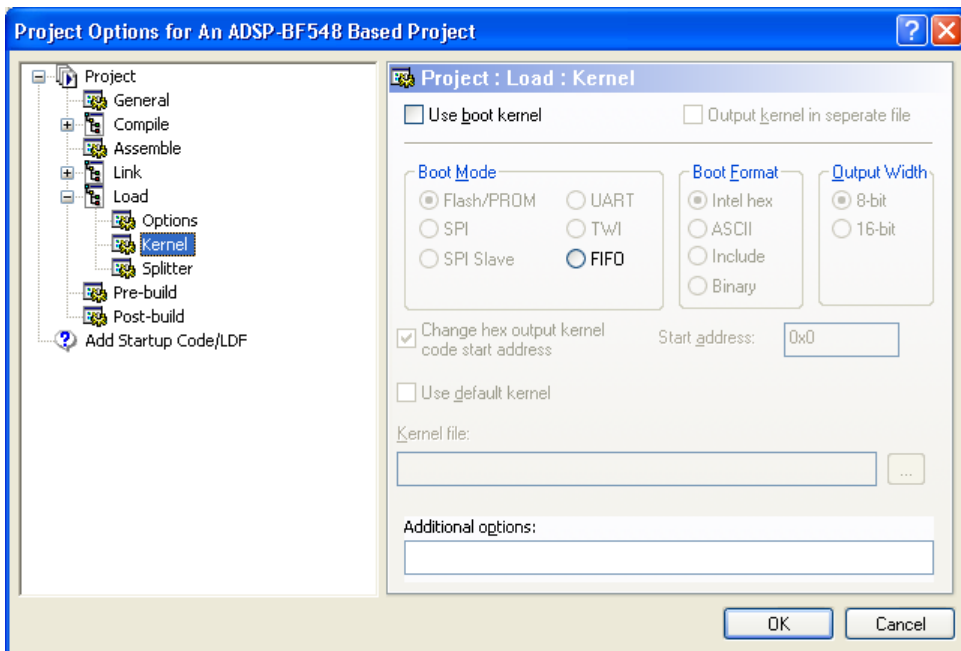 Project Options for An ADSP-BF548 Based Project
Project
General
Compile
Assemble
Link
Load
Options
Kernel
Splitter
Pre-build
Post-build
Add Startup Code/LDF
Project : Load : Kernel
Use boot kernel
Output kernel in seperate file
Boot Mode
Flash/PROM
UART
SPI
TWI
SPI Slave
FIFO
Boot Format
Intel hex
ASCII
Include
Binary
Output Width
8-bit
16-bit
Change hex output kernel
code start address
Start address:
0x0
Use default kernel
Kernel file:
...
Additional options:
OK
Cancel